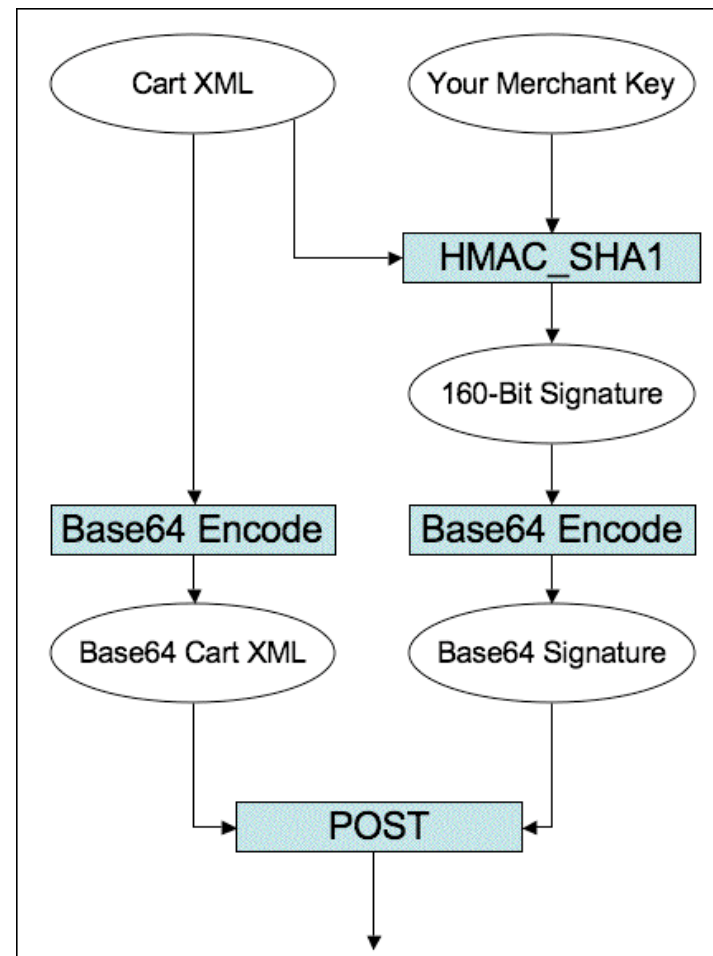 Cart XML
Your Merchant Key
HMAC_SHA1
160-Bit Signature
Base64 Encode
Base64 Encode
Base64 Cart XML
Base64 Signature
POST